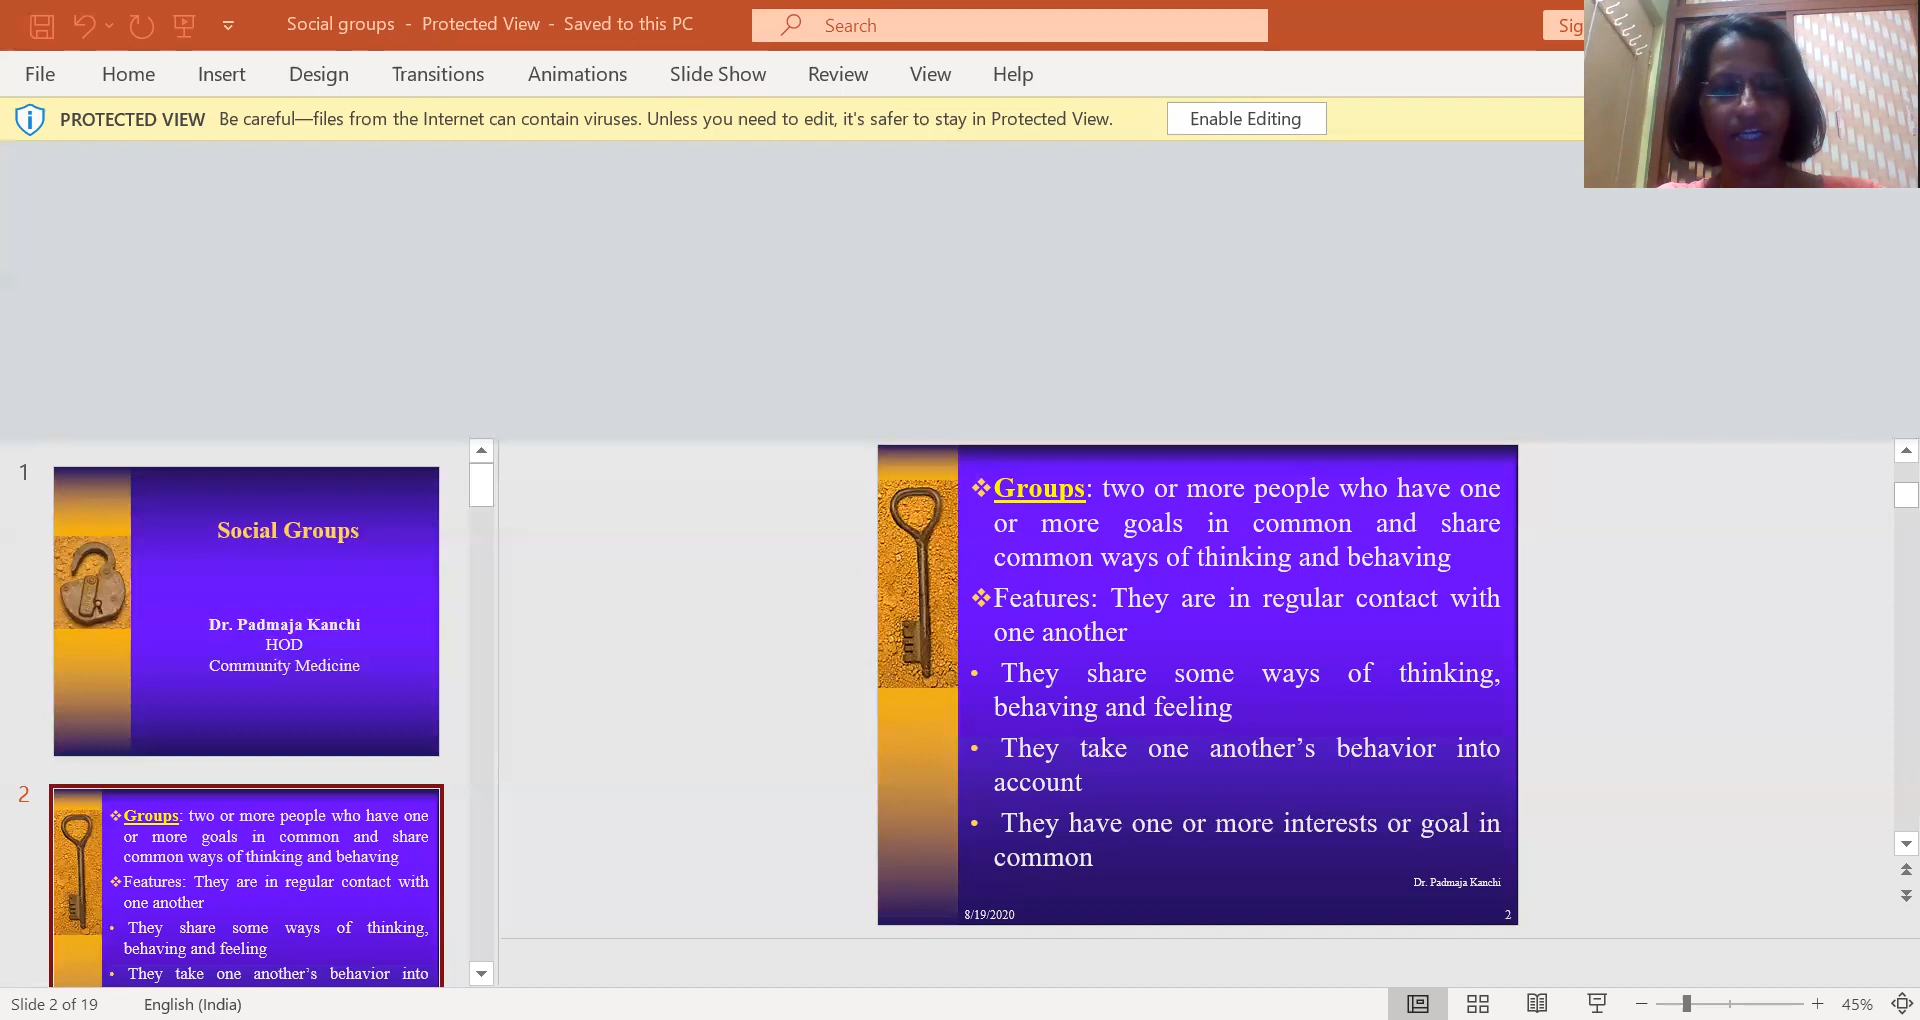 Social groups - Protected View - Saved to this PC
Search
Sig
File Home Insert Design Transitions Animations Slide Show Review View Help
PROTECTED VIEW Be careful—files from the Internet can contain viruses. Unless you need to edit, it's safer to stay in Protected View. Enable Editing
1
Social Groups
Dr. Padmaja Kanchi
HOD
Community Medicine
2
❖Groups: two or more people who have one
or more goals in common and share
common ways of thinking and behaving
❖Features: They are in regular contact with
one another
• They share some ways of thinking,
behaving and feeling
• They take one another's behavior into
❖Groups: two or more people who have one
or more goals in common and share
common ways of thinking and behaving
❖Features: They are in regular contact with
one another
• They share some ways of thinking,
behaving and feeling
• They take one another’s behavior into
account
• They have one or more interests or goal in
common
Dr. Padmaja Kanchi
8/19/2020 2
Slide 2 of 19 English (India) 45%